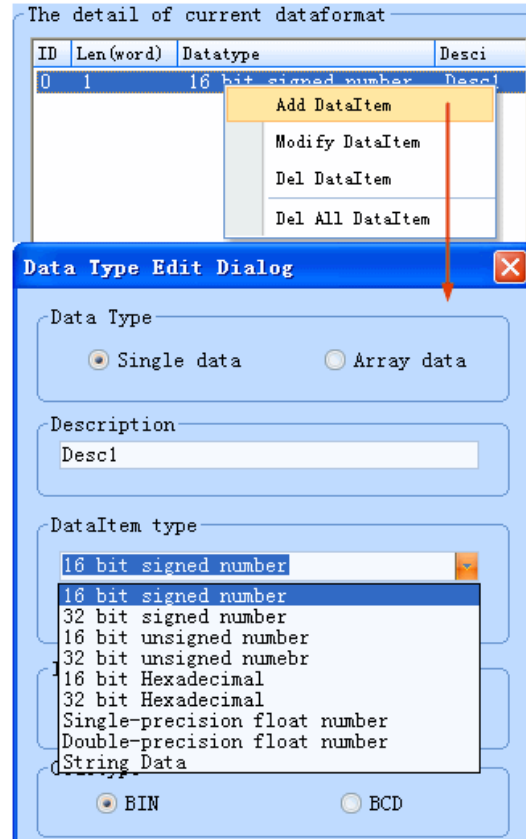 The detail of current dataformat
ID Len(word) Datatype Desci
0 1 16 bit signed number Desc1
Add DataItem
Modify DataItem
Del DataItem
Del All DataItem
Data Type Edit Dialog
Data Type
Single data Array data
Description
Desc1
DataItem type
16 bit signed number
16 bit signed number
32 bit signed number
16 bit unsigned number
32 bit unsigned numebr
16 bit Hexadecimal
32 bit Hexadecimal
Single-precision float number
Double-precision float number
String Data
BIN BCD